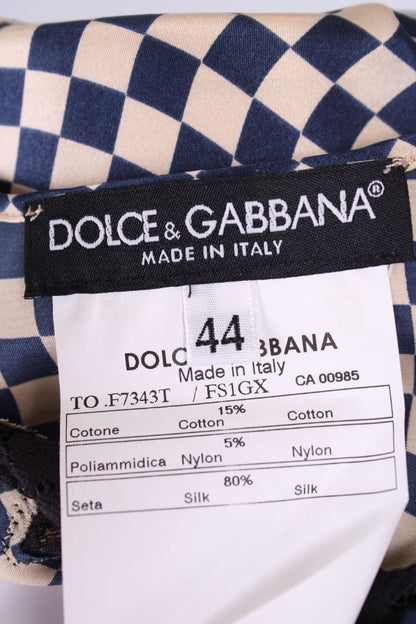 DOLCE & GABBANA®
MADE IN ITALY
44
DOLC BBANA
Made in Italy
TO .F7343T / FS1GX CA 00985
15%
Cotone Cotton Cotton
5%
Poliammidica Nylon Nylon
80%
Seta Silk Silk